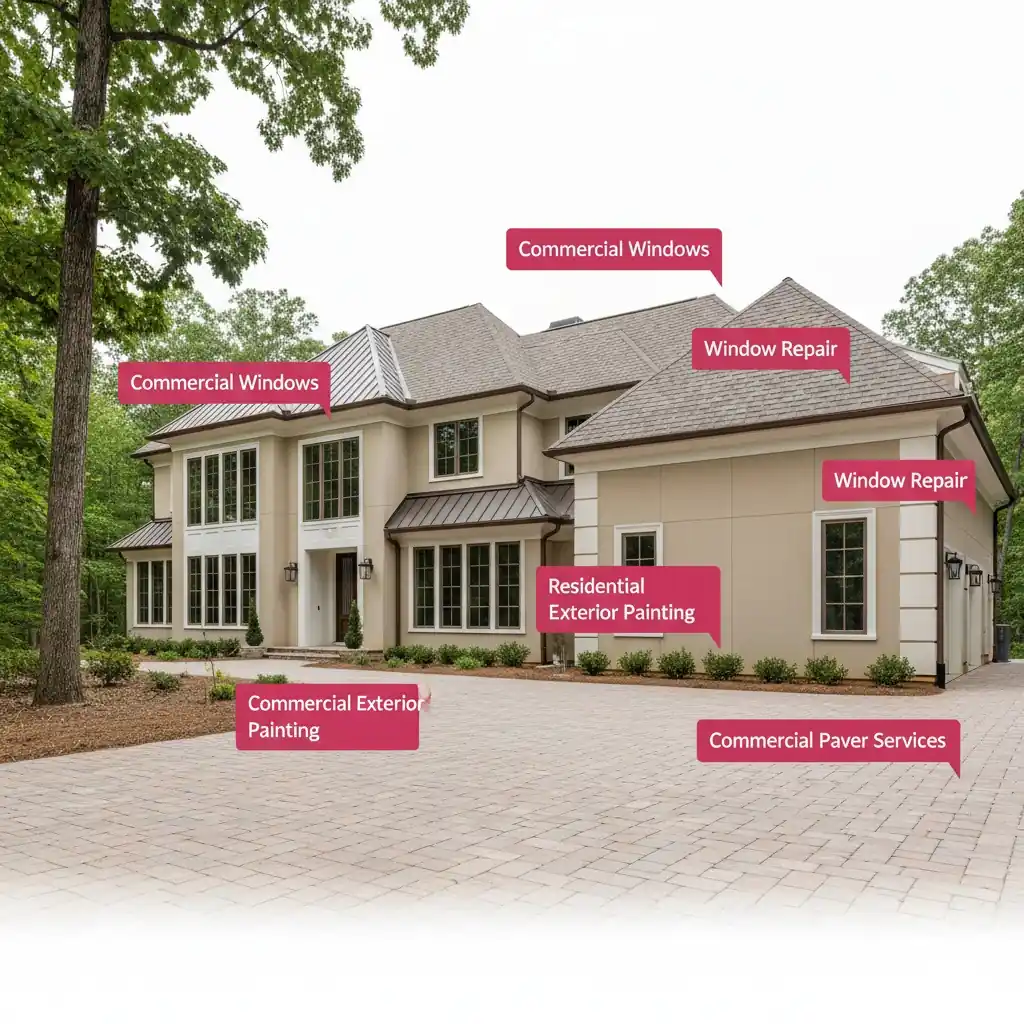 Commercial Windows
Window Repair
Commercial Windows
Window Repair
Residential
Exterior Painting
Commercial Exterior
Painting
Commercial Paver Services